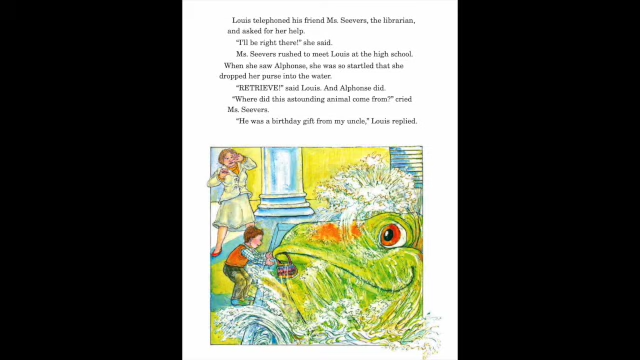 Louis telephoned his friend Ms. Seevers, the librarian,
and asked for her help.
"I'll be right there!" she said.
Ms. Seevers rushed to meet Louis at the high school.
When she saw Alphonse, she was so startled that she
dropped her purse into the water.
"RETRIEVE!" said Louis. And Alphonse did.
"Where did this astounding animal come from?" cried
Ms. Seevers.
"He was a birthday gift from my uncle," Louis replied.